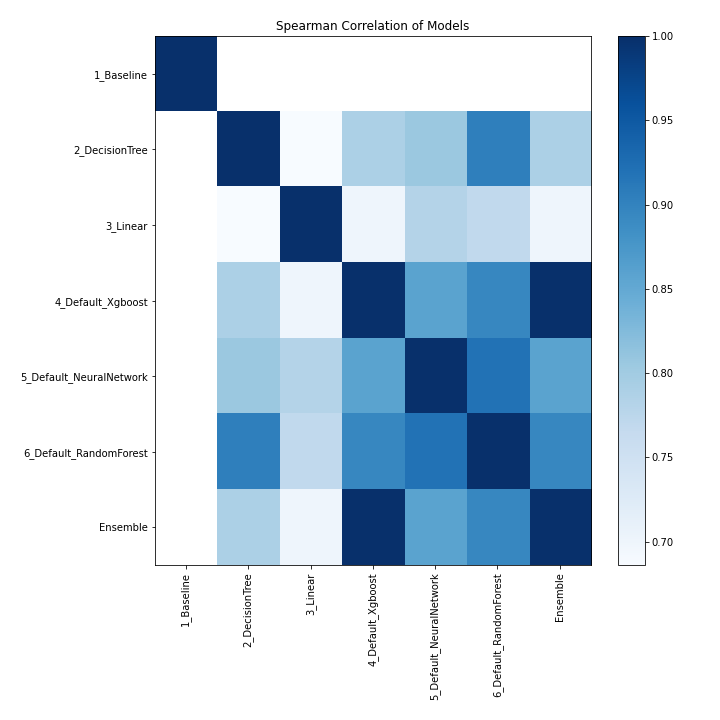 Spearman Correlation of Models
1_Baseline
2_DecisionTree
3_Linear
4_Default_Xgboost
5_Default_NeuralNetwork
6_Default_RandomForest
Ensemble
1_Baseline
2_DecisionTree
3_Linear
4_Default_Xgboost
5_Default_NeuralNetwork
6_Default_RandomForest
Ensemble
1.00
0.95
0.90
0.85
0.80
0.75
0.70